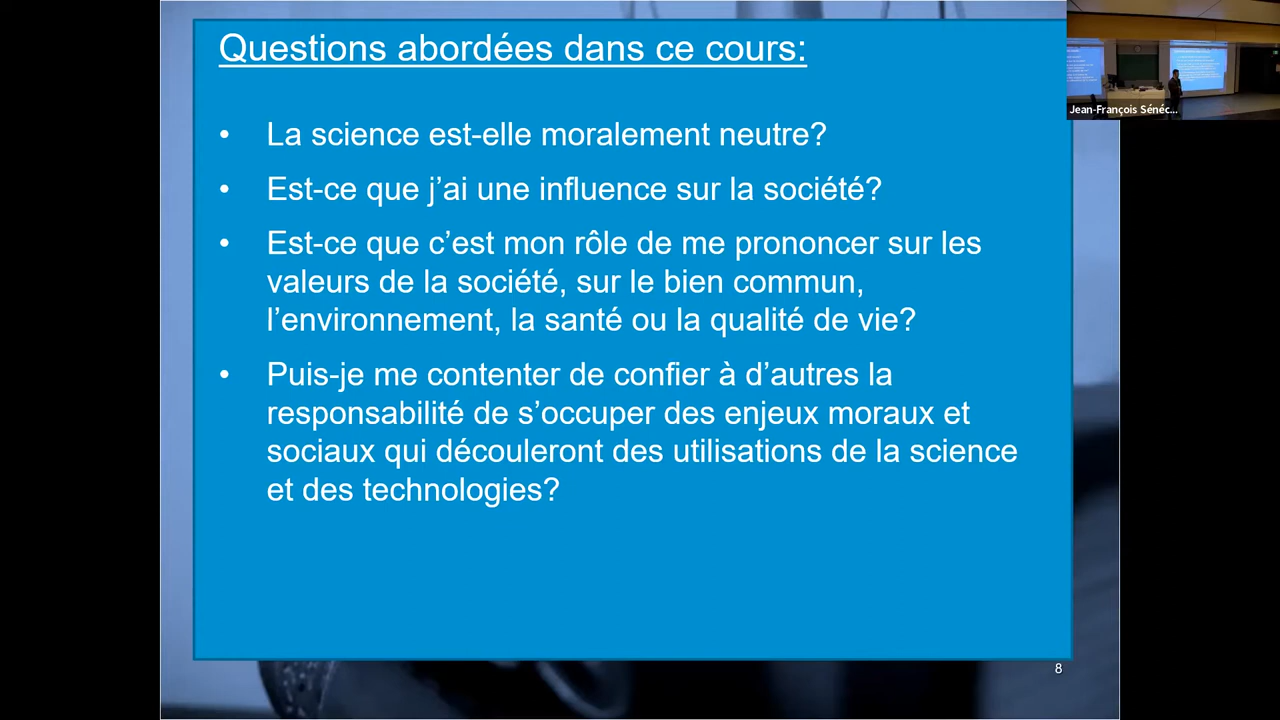 Questions abordées dans ce cours:
• La science est-elle moralement neutre?
• Est-ce que j’ai une influence sur la société?
• Est-ce que c’est mon rôle de me prononcer sur les
valeurs de la société, sur le bien commun,
l’environnement, la santé ou la qualité de vie?
• Puis-je me contenter de confier à d’autres la
responsabilité de s’occuper des enjeux moraux et
sociaux qui découleront des utilisations de la science
et des technologies?
8
Jean-François Sénéc...